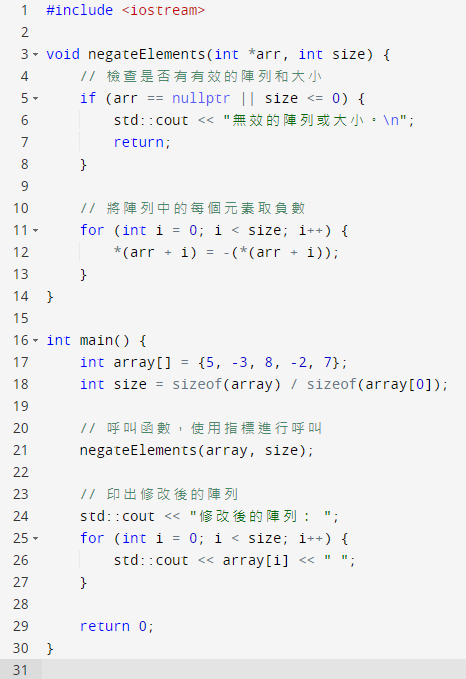 1 #include <iostream>
2
3 void negateElements(int *arr, int size) {
4     // 檢查是否有有效的陣列和大小
5     if (arr == nullptr || size <= 0) {
6         std::cout << "無效的陣列或大小。\n";
7         return;
8     }
9
10     // 將陣列中的每個元素取負數
11     for (int i = 0; i < size; i++) {
12         *(arr + i) = -(*(arr + i));
13     }
14 }
15
16 int main() {
17     int array[] = {5, -3, 8, -2, 7};
18     int size = sizeof(array) / sizeof(array[0]);
19
20     // 呼叫函數，使用指標進行呼叫
21     negateElements(array, size);
22
23     // 印出修改後的陣列
24     std::cout << "修改後的陣列： ";
25     for (int i = 0; i < size; i++) {
26         std::cout << array[i] << " ";
27     }
28
29     return 0;
30 }
31